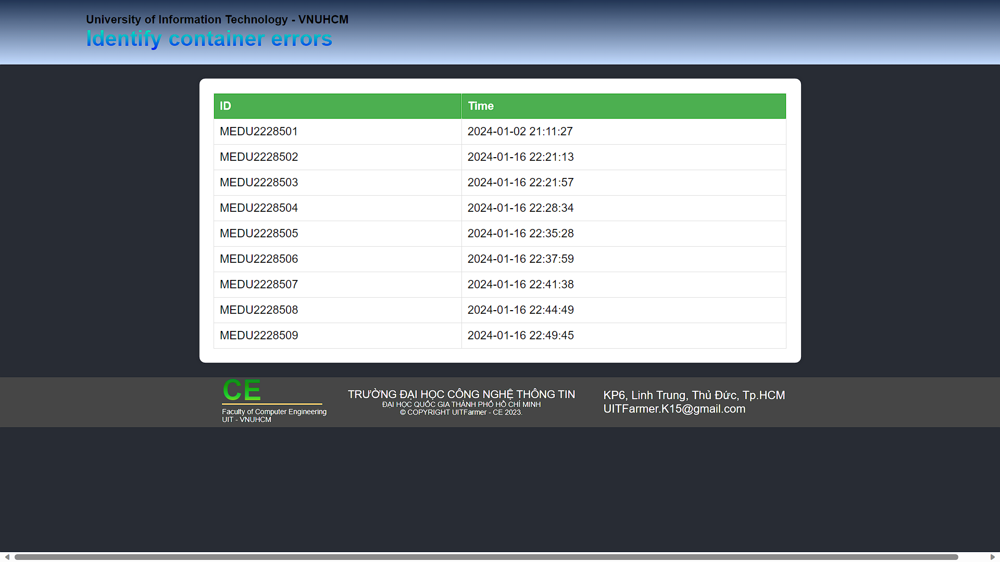 University of Information Technology - VNUHCM
Identify container errors
ID Time
MEDU2228501 2024-01-02 21:11:27
MEDU2228502 2024-01-16 22:21:13
MEDU2228503 2024-01-16 22:21:57
MEDU2228504 2024-01-16 22:28:34
MEDU2228505 2024-01-16 22:35:28
MEDU2228506 2024-01-16 22:37:59
MEDU2228507 2024-01-16 22:41:38
MEDU2228508 2024-01-16 22:44:49
MEDU2228509 2024-01-16 22:49:45
CE
Faculty of Computer Engineering
UIT - VNUHCM
TRƯỜNG ĐẠI HỌC CÔNG NGHỆ THÔNG TIN
ĐẠI HỌC QUỐC GIA THÀNH PHỐ HỒ CHÍ MINH
© COPYRIGHT UITFarmer - CE 2023.
KP6, Linh Trung, Thủ Đức, Tp.HCM
UITFarmer.K15@gmail.com